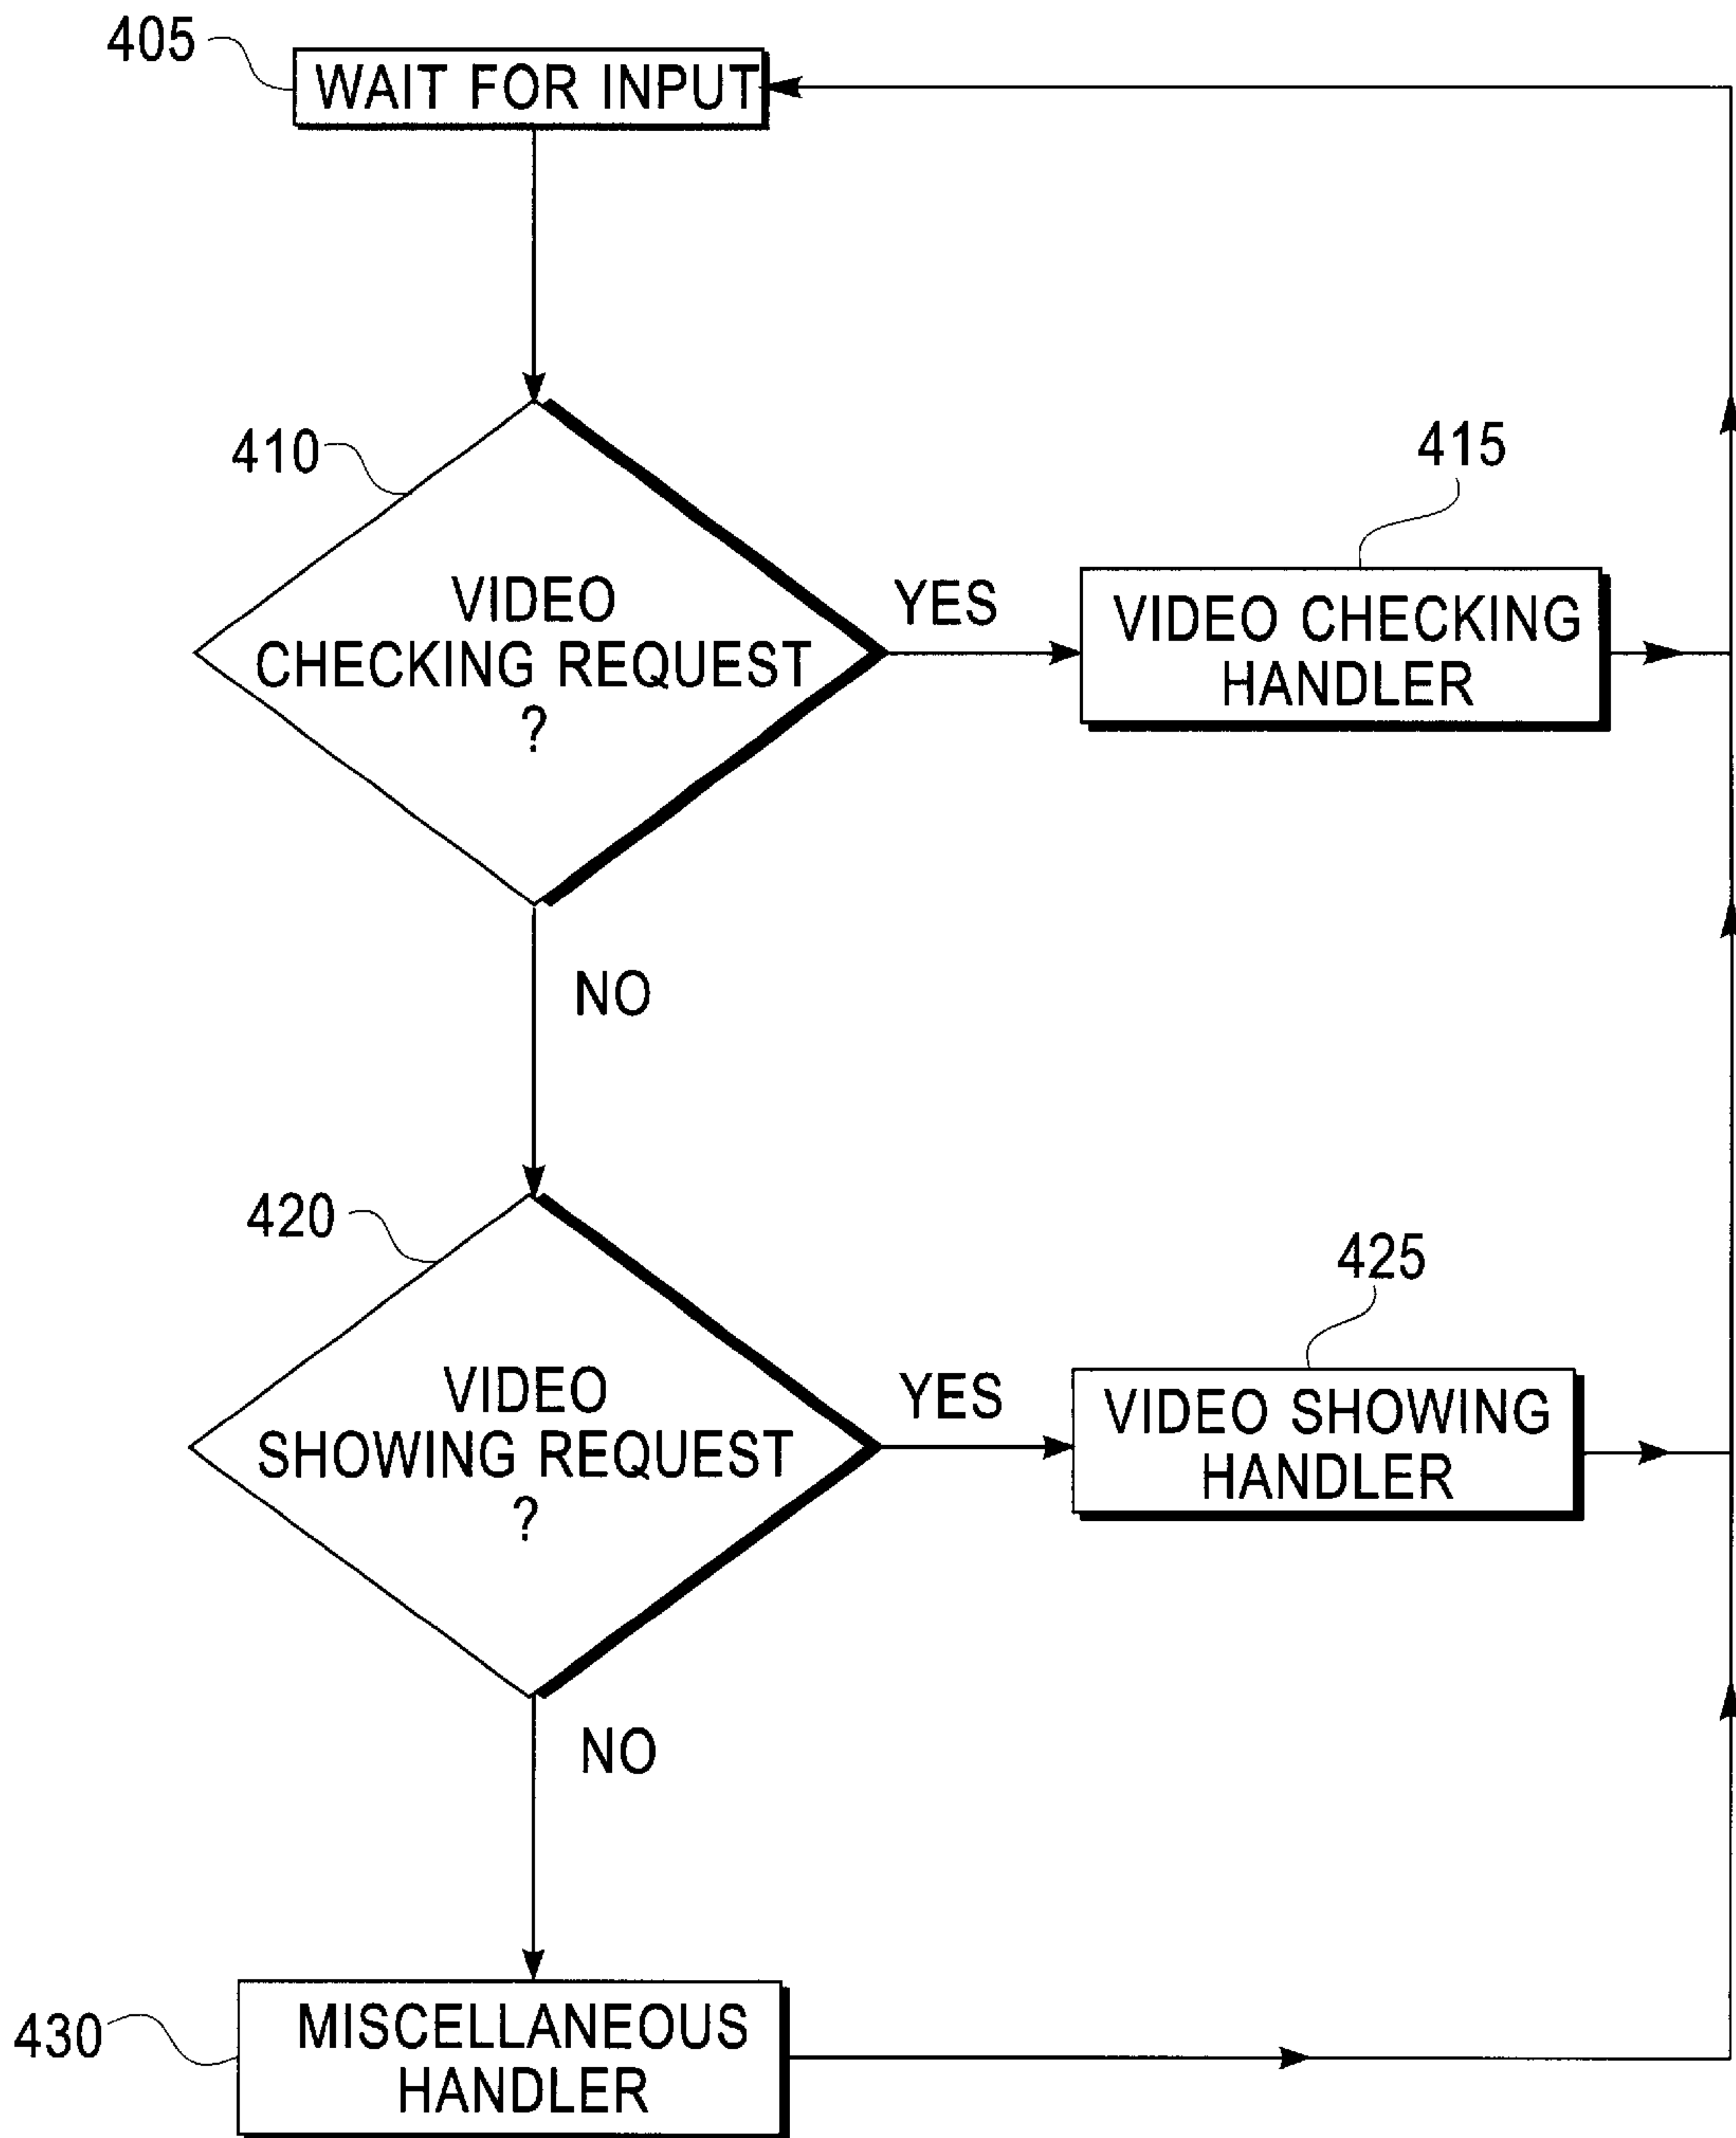 405
WAIT FOR INPUT
410
VIDEO
CHECKING REQUEST
?
YES
415
VIDEO CHECKING
HANDLER
NO
420
VIDEO
SHOWING REQUEST
?
YES
425
VIDEO SHOWING
HANDLER
NO
430
MISCELLANEOUS
HANDLER